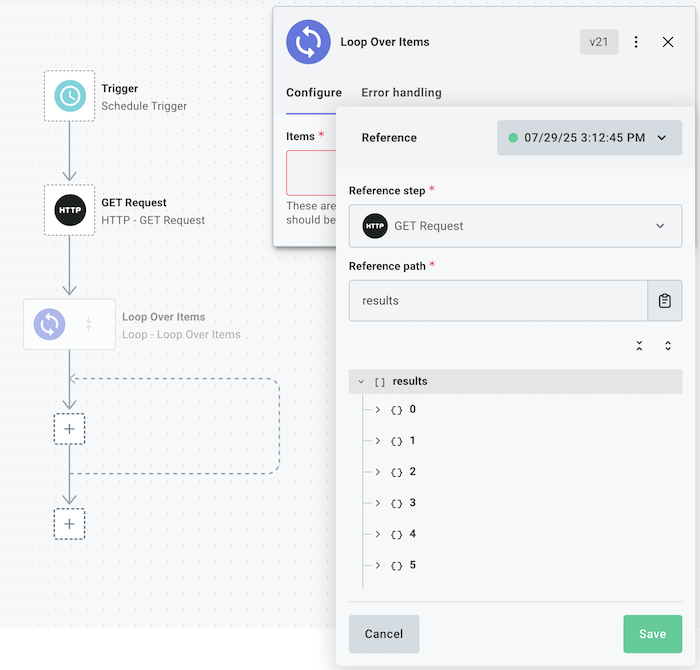 Loop Over Items
v21
Configure
Error handling
Items *
These are
should be
Trigger
Schedule Trigger
HTTP
GET Request
HTTP - GET Request
Loop Over Items
Loop - Loop Over Items
Reference
07/29/25 3:12:45 PM
Reference step *
HTTP
GET Request
Reference path *
results
[] results
{} 0
{} 1
{} 2
{} 3
{} 4
{} 5
Cancel
Save